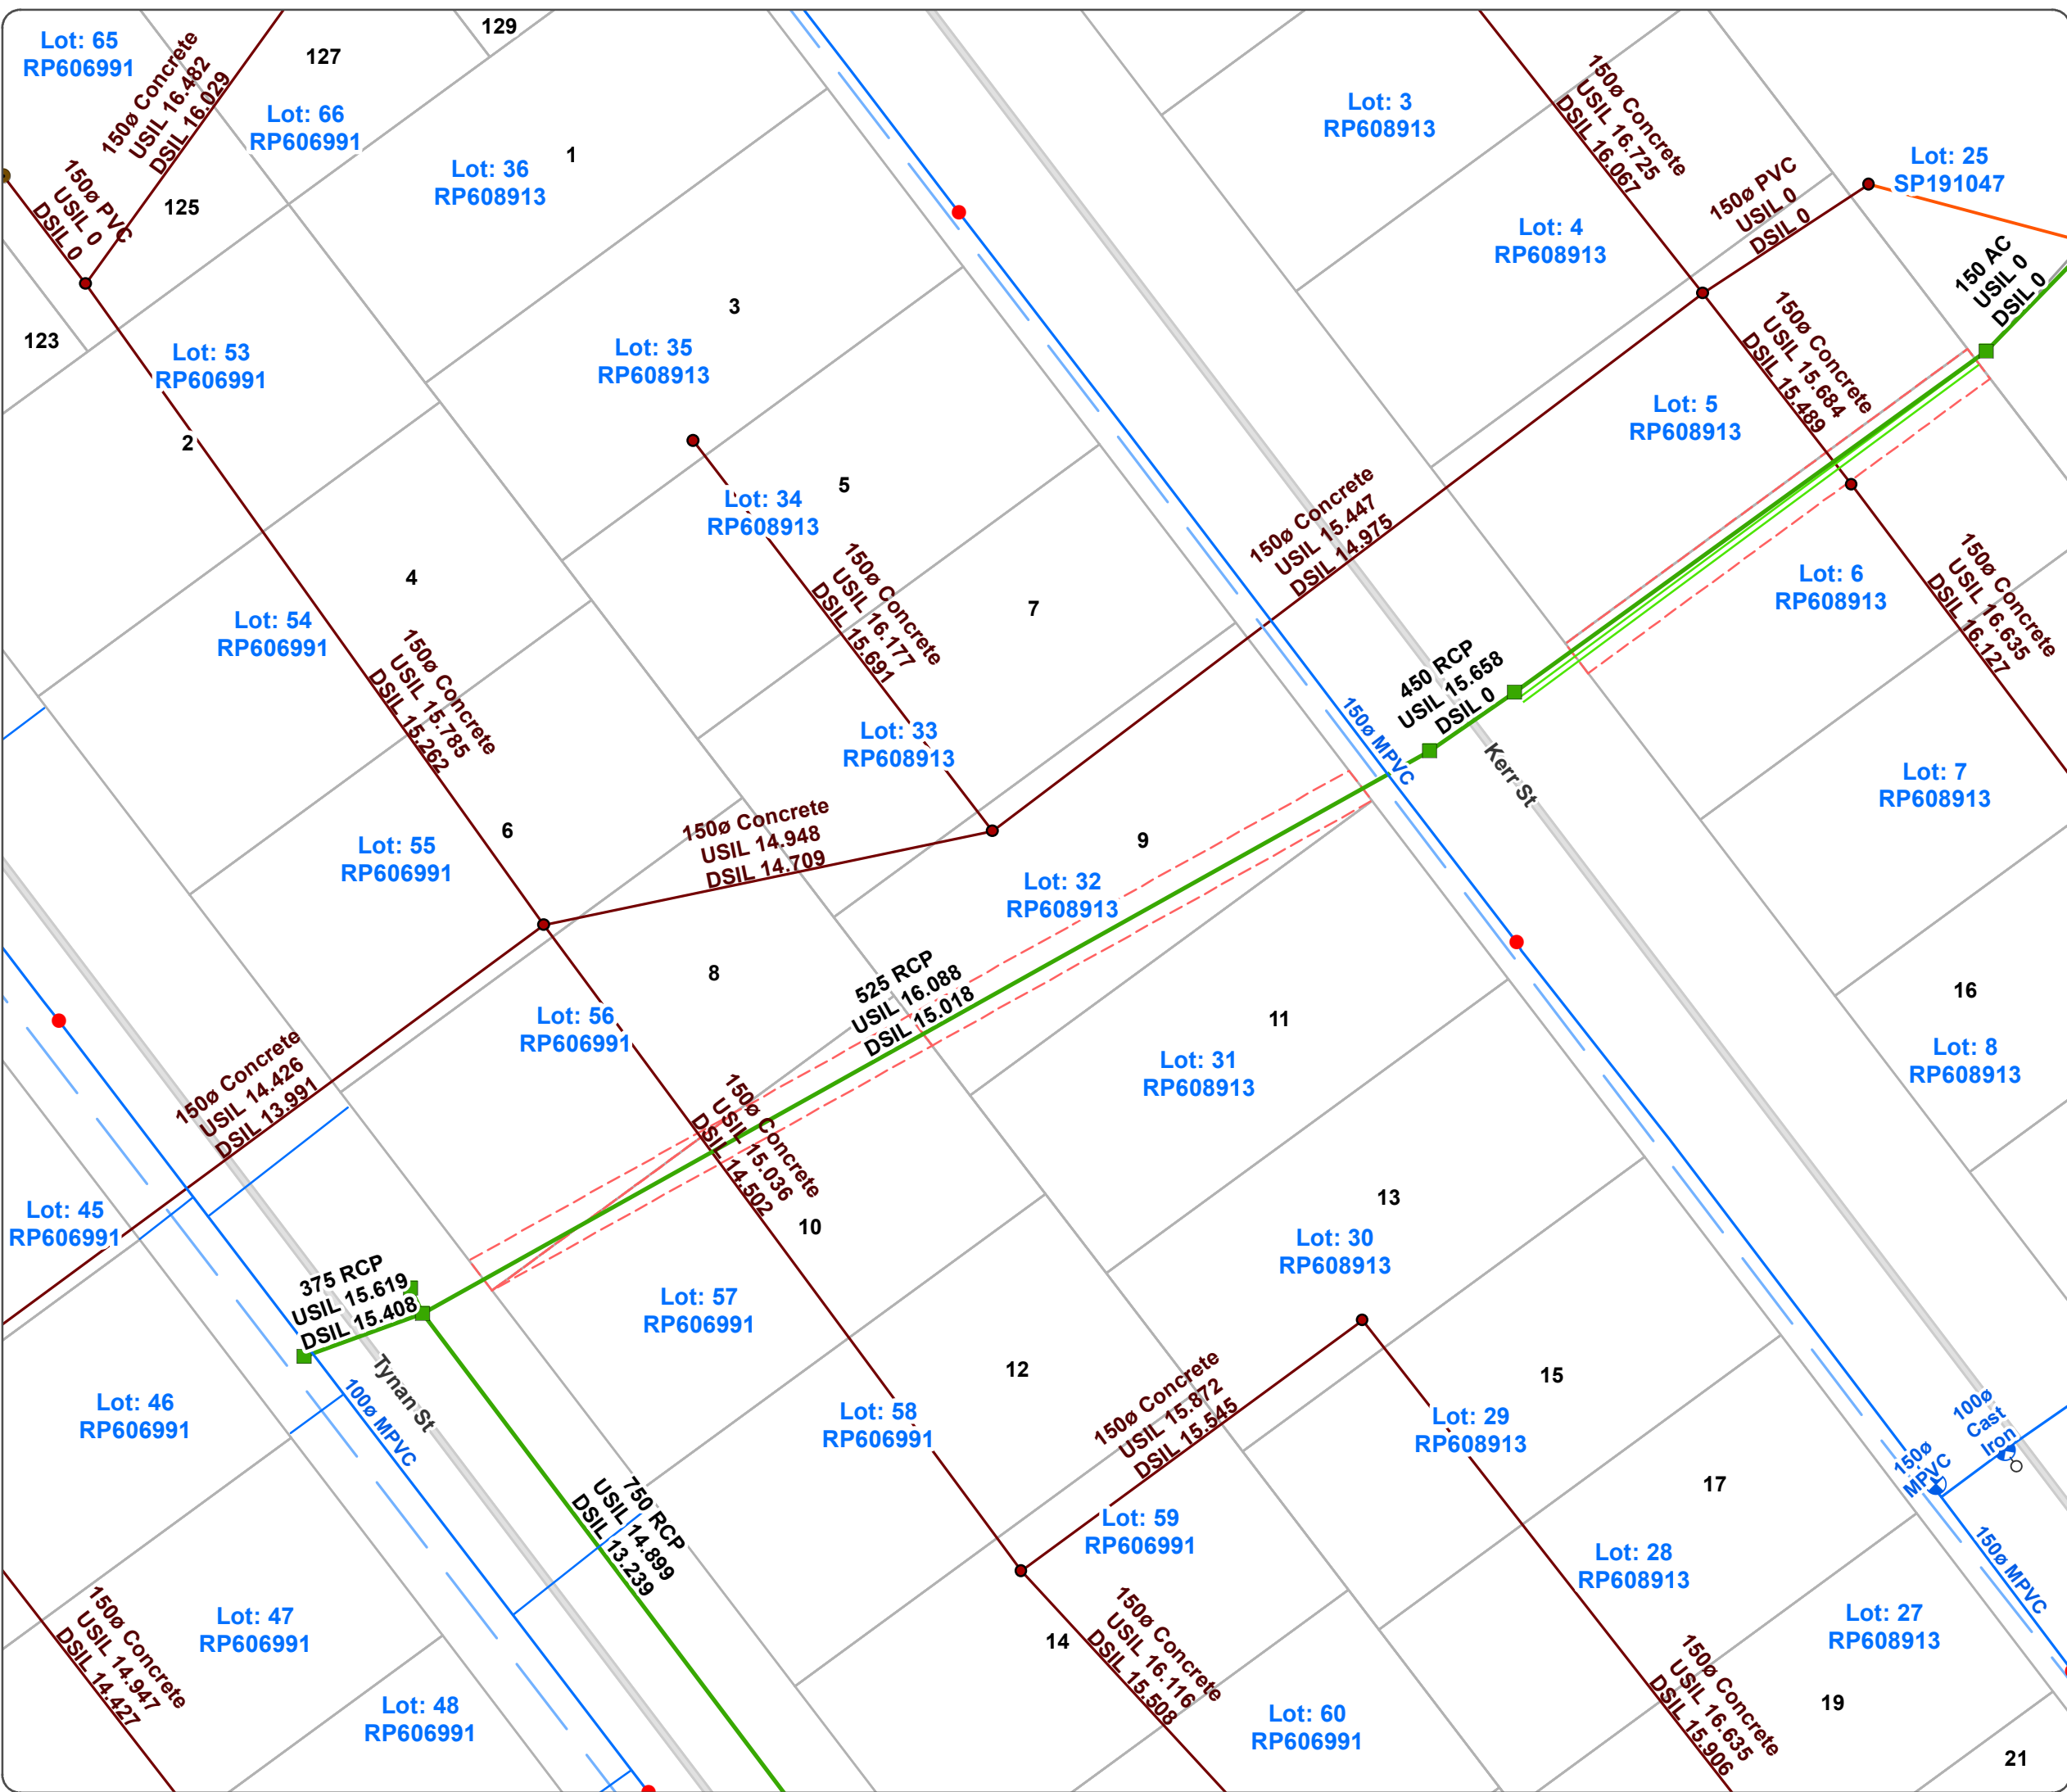 Lot: 65
RP606991
150ø Concrete
USIL 16.482
DSIL 16.029
127
129
Lot: 66
RP606991
Lot: 36
RP608913
1
Lot: 3
RP608913
150ø Concrete
USIL 16.725
DSIL 16.067
Lot: 25
SP191047
150ø PVC
USIL 0
DSIL 0
125
150ø PVC
USIL 0
DSIL 0
Lot: 4
RP608913
150 AC
USIL 0
DSIL 0
123
Lot: 53
RP606991
2
3
Lot: 35
RP608913
150ø Concrete
USIL 15.684
DSIL 15.489
Lot: 5
RP608913
5
Lot: 34
RP608913
150ø Concrete
USIL 15.447
DSIL 14.975
4
Lot: 54
RP606991
150ø Concrete
USIL 16.177
DSIL 15.691
7
Lot: 6
RP608913
150ø Concrete
USIL 16.635
DSIL 16.127
150ø Concrete
USIL 15.785
DSIL 15.262
Lot: 33
RP608913
150ø MPVC
450 RCP
USIL 15.658
DSIL 0
Kerr St
Lot: 7
RP608913
6
Lot: 55
RP606991
150ø Concrete
USIL 14.948
DSIL 14.709
9
Lot: 32
RP608913
8
Lot: 56
RP606991
525 RCP
USIL 16.088
DSIL 15.018
11
Lot: 31
RP608913
16
Lot: 8
RP608913
150ø Concrete
USIL 14.426
DSIL 13.991
150ø Concrete
USIL 15.036
DSIL 14.502
Lot: 45
RP606991
10
13
Lot: 30
RP608913
375 RCP
USIL 15.619
DSIL 15.408
Lot: 57
RP606991
Tynan St
100ø MPVC
Lot: 46
RP606991
12
Lot: 58
RP606991
150ø Concrete
USIL 15.872
DSIL 15.545
15
Lot: 29
RP608913
100ø
Cast
Iron
150ø
MPVC
17
750 RCP
USIL 14.899
DSIL 13.239
Lot: 59
RP606991
Lot: 28
RP608913
150ø MPVC
Lot: 47
RP606991
150ø Concrete
USIL 14.947
DSIL 14.427
14
150ø Concrete
USIL 16.116
DSIL 15.508
Lot: 27
RP608913
150ø Concrete
USIL 16.635
DSIL 15.906
19
Lot: 48
RP606991
Lot: 60
RP606991
21